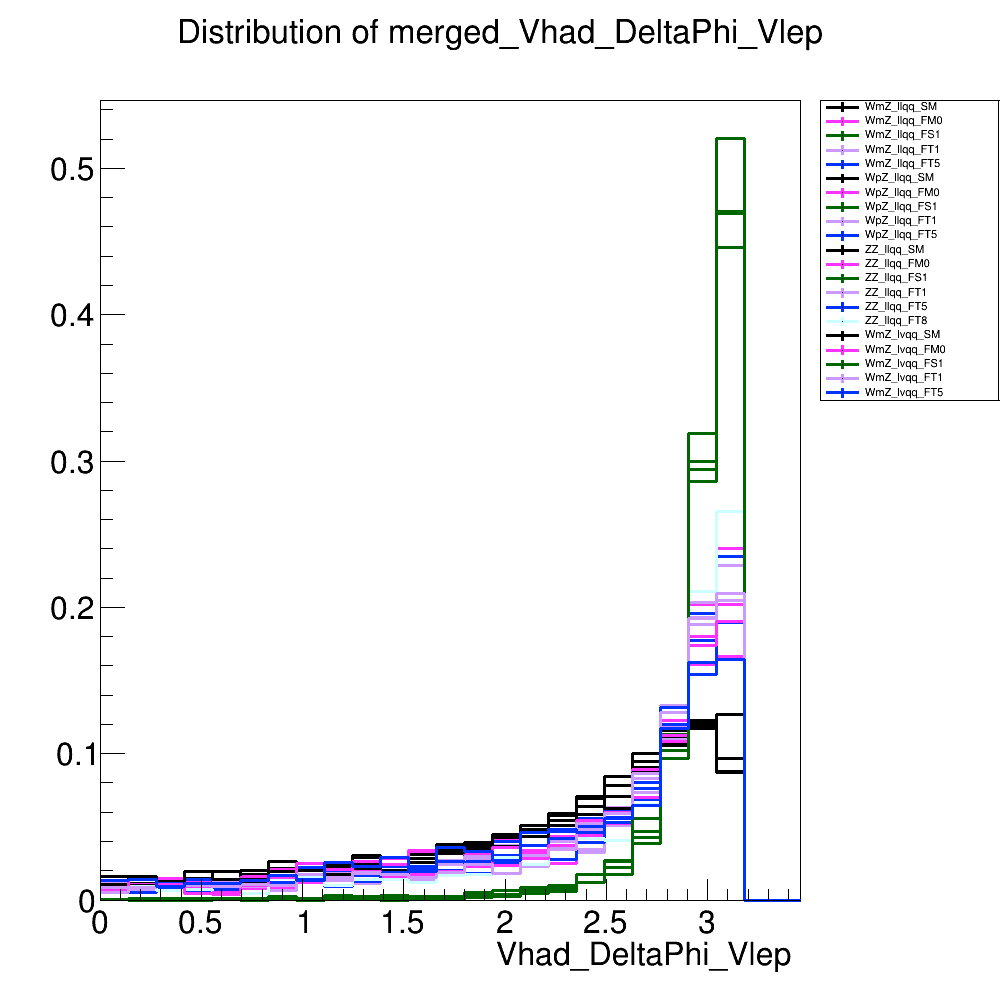 Distribution of merged_Vhad_DeltaPhi_Vlep
WmZ_llqq_SM
WmZ_llqq_FM0
WmZ_llqq_FS1
WmZ_llqq_FT1
WmZ_llqq_FT5
WpZ_llqq_SM
WpZ_llqq_FM0
WpZ_llqq_FS1
WpZ_llqq_FT1
WpZ_llqq_FT5
ZZ_llqq_SM
ZZ_llqq_FM0
ZZ_llqq_FS1
ZZ_llqq_FT1
ZZ_llqq_FT5
ZZ_llqq_FT8
WmZ_lvqq_SM
WmZ_lvqq_FM0
WmZ_lvqq_FS1
WmZ_lvqq_FT1
WmZ_lvqq_FT5
0.5
0.4
0.3
0.2
0.1
0
0 0.5 1 1.5 2 2.5 3
Vhad_DeltaPhi_Vlep